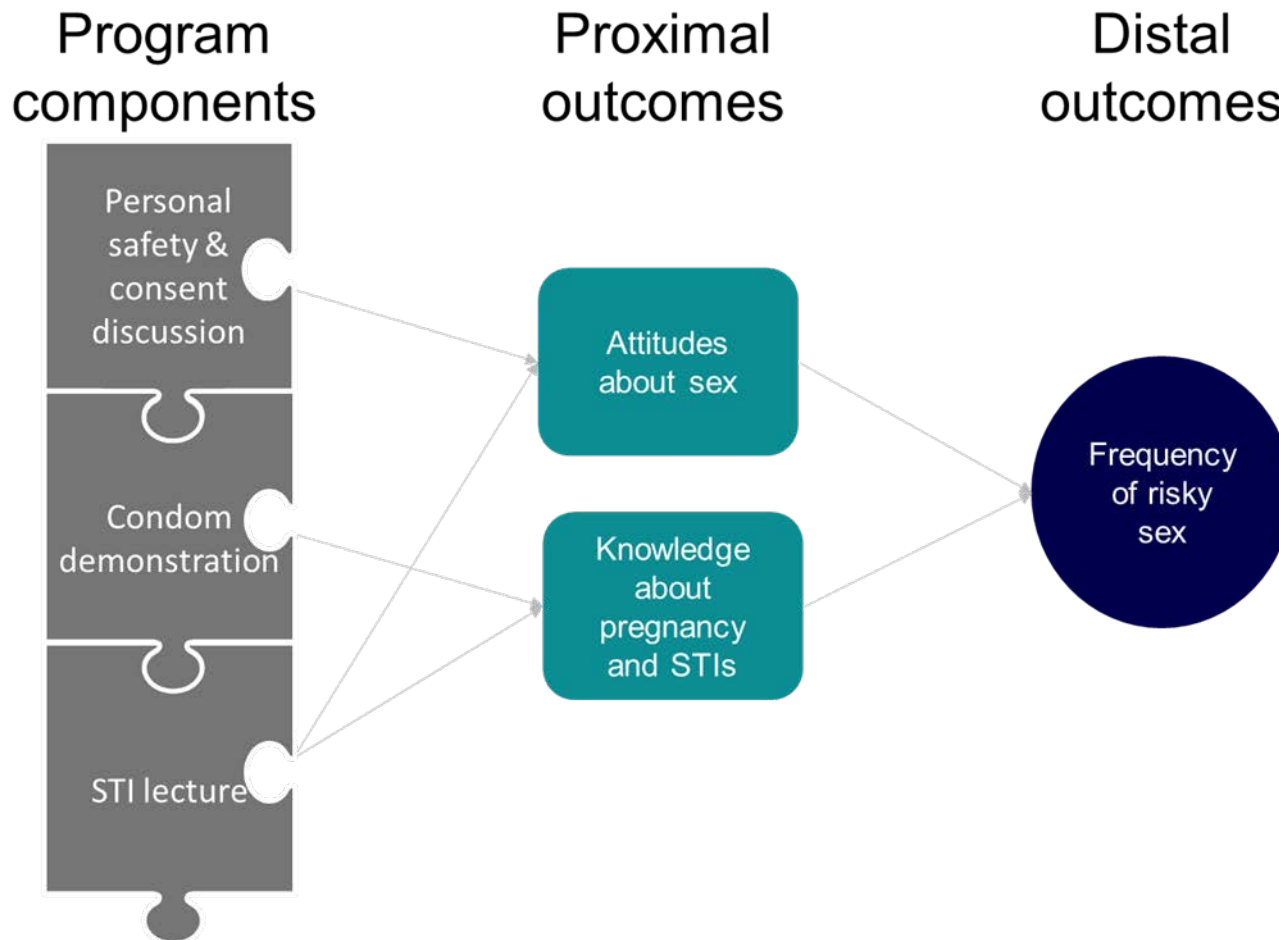 Program
components
Proximal
outcomes
Distal
outcomes
Personal
safety &
consent
discussion
Condom
demonstration
STI lecture
Attitudes
about sex
Knowledge
about
pregnancy
and STIs
Frequency
of risky
sex